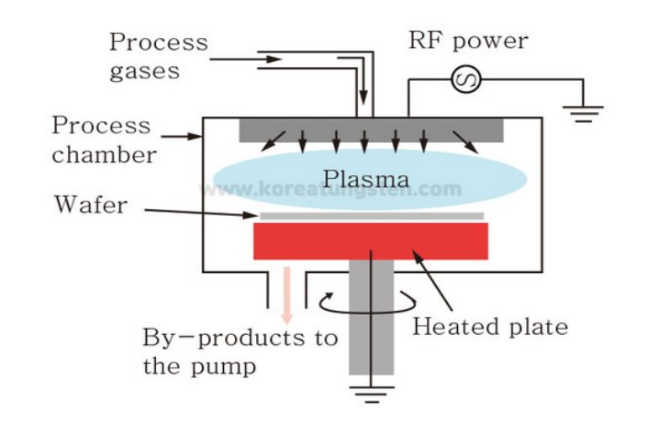 Process
gases
RF power
S
Process
chamber
Plasma
www.koreatungsten.com
Wafer
Heated plate
By-products to
the pump